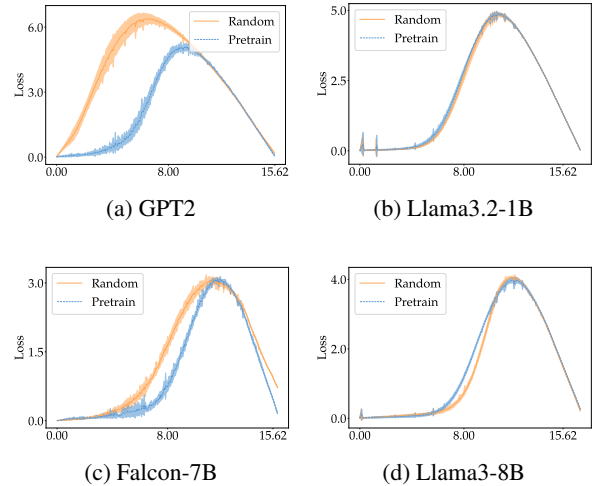 6.0
3.0
0.0
Loss
Random
Pretrain
0.00
8.00
15.62
(a) GPT2
5.0
2.5
0.0
Loss
Random
Pretrain
0.00
8.00
15.62
(b) Llama3.2-1B
3.0
1.5
0.0
Loss
Random
Pretrain
0.00
8.00
15.62
(c) Falcon-7B
4.0
2.0
0.0
Loss
Random
Pretrain
0.00
8.00
15.62
(d) Llama3-8B